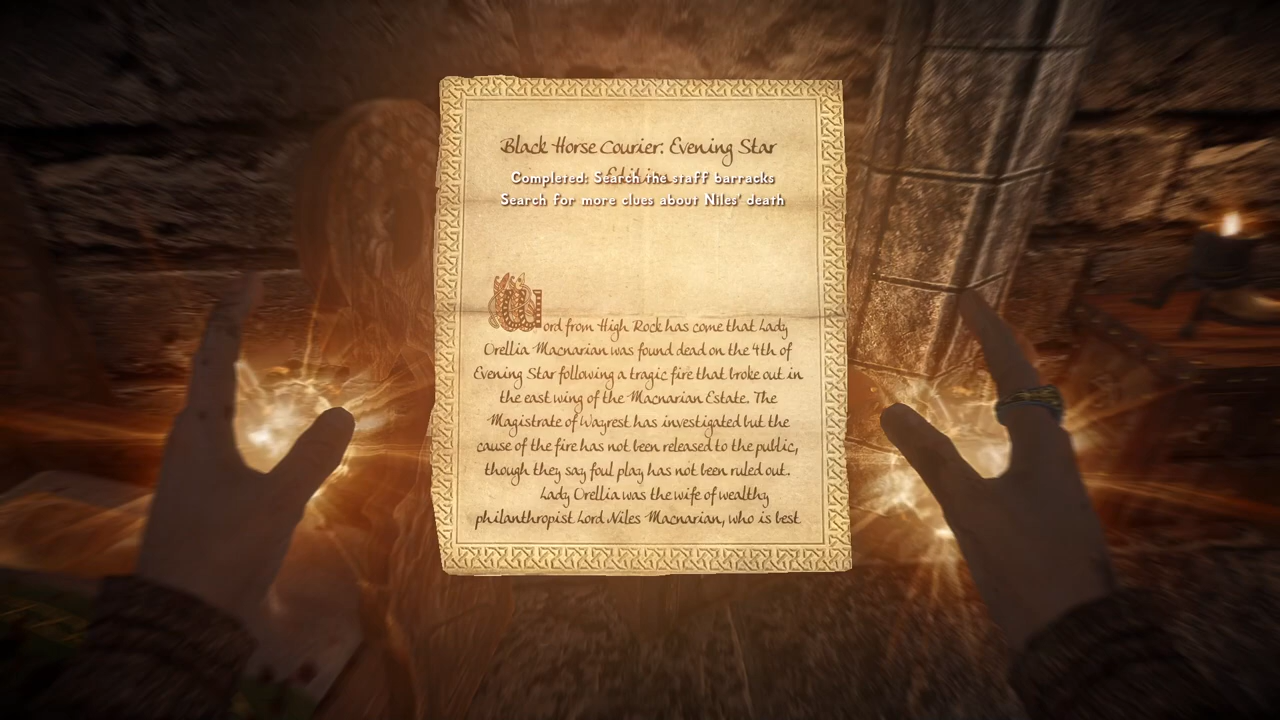 Black Horse Courier: Evening Star
Edition
Completed: Search the staff barracks
Search for more clues about Niles' death
Word from High Rock has come that Lady
Orellia Macnarian was found dead on the 4th of
Evening Star following a tragic fire that broke out in
the east wing of the Macnarian Estate. The
Magistrate of Wayrest has investigated but the
cause of the fire has not been released to the public,
though they say foul play has not been ruled out.
Lady Orellia was the wife of wealthy
philanthropist Lord Niles Macnarian, who is best